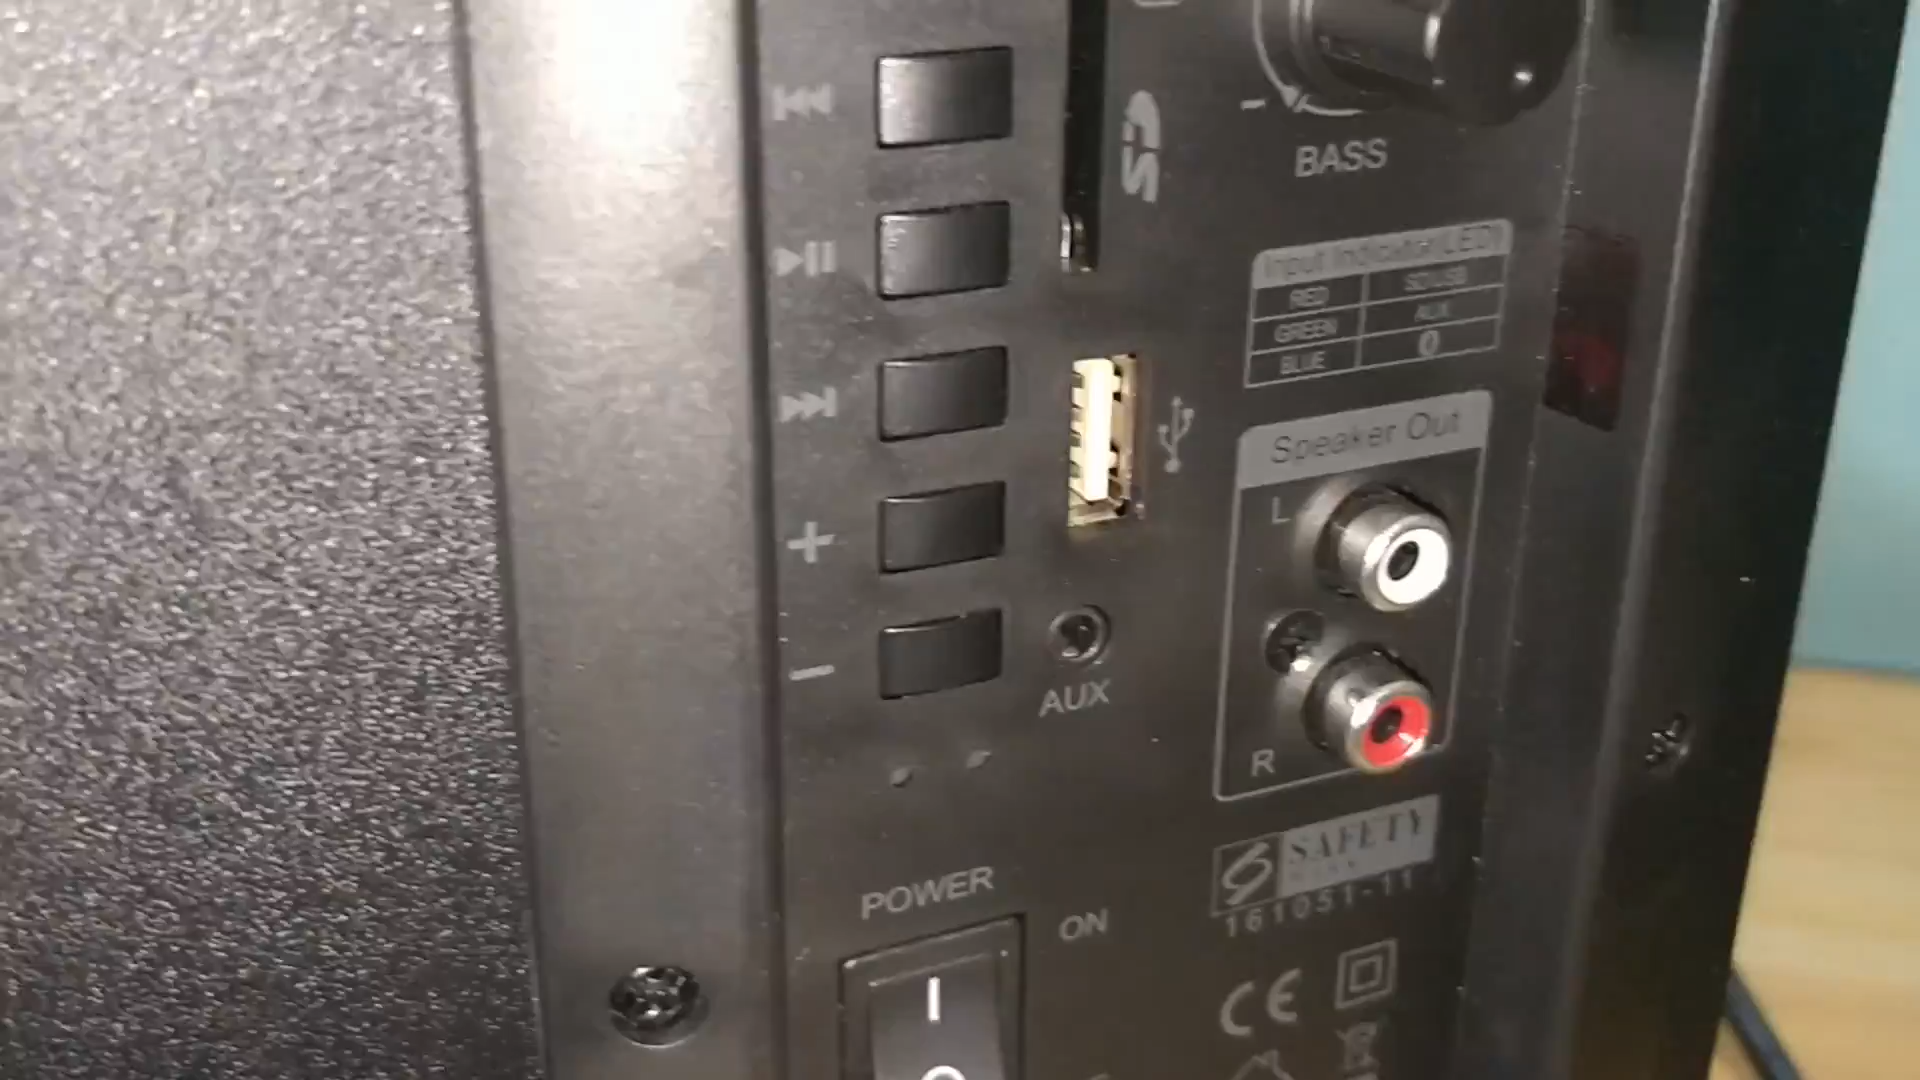 SD
BASS
Input Indicator(LED)
RED SD/USB
GREEN AUX
BLUE
Speaker Out
L
AUX
R
SAFETY
161051-11
POWER
ON
CE